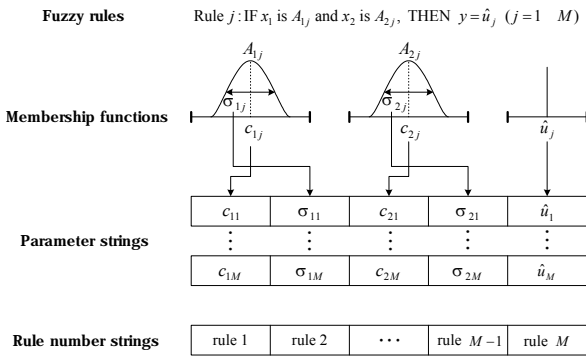 Fuzzy rules Rule j : IF x₁ is A₁ⱼ and x₂ is A₂ⱼ, THEN y = ûⱼ (j = 1 M)
A₁ⱼ A₂ⱼ
σ₁ⱼ σ₂ⱼ
Membership functions
c₁ⱼ c₂ⱼ ûⱼ
c₁₁ σ₁₁ c₂₁ σ₂₁ û₁
Parameter strings ⋮ ⋮ ⋮ ⋮ ⋮
c₁M σ₁M c₂M σ₂M ûM
Rule number strings rule 1 rule 2 ⋯ rule M−1 rule M